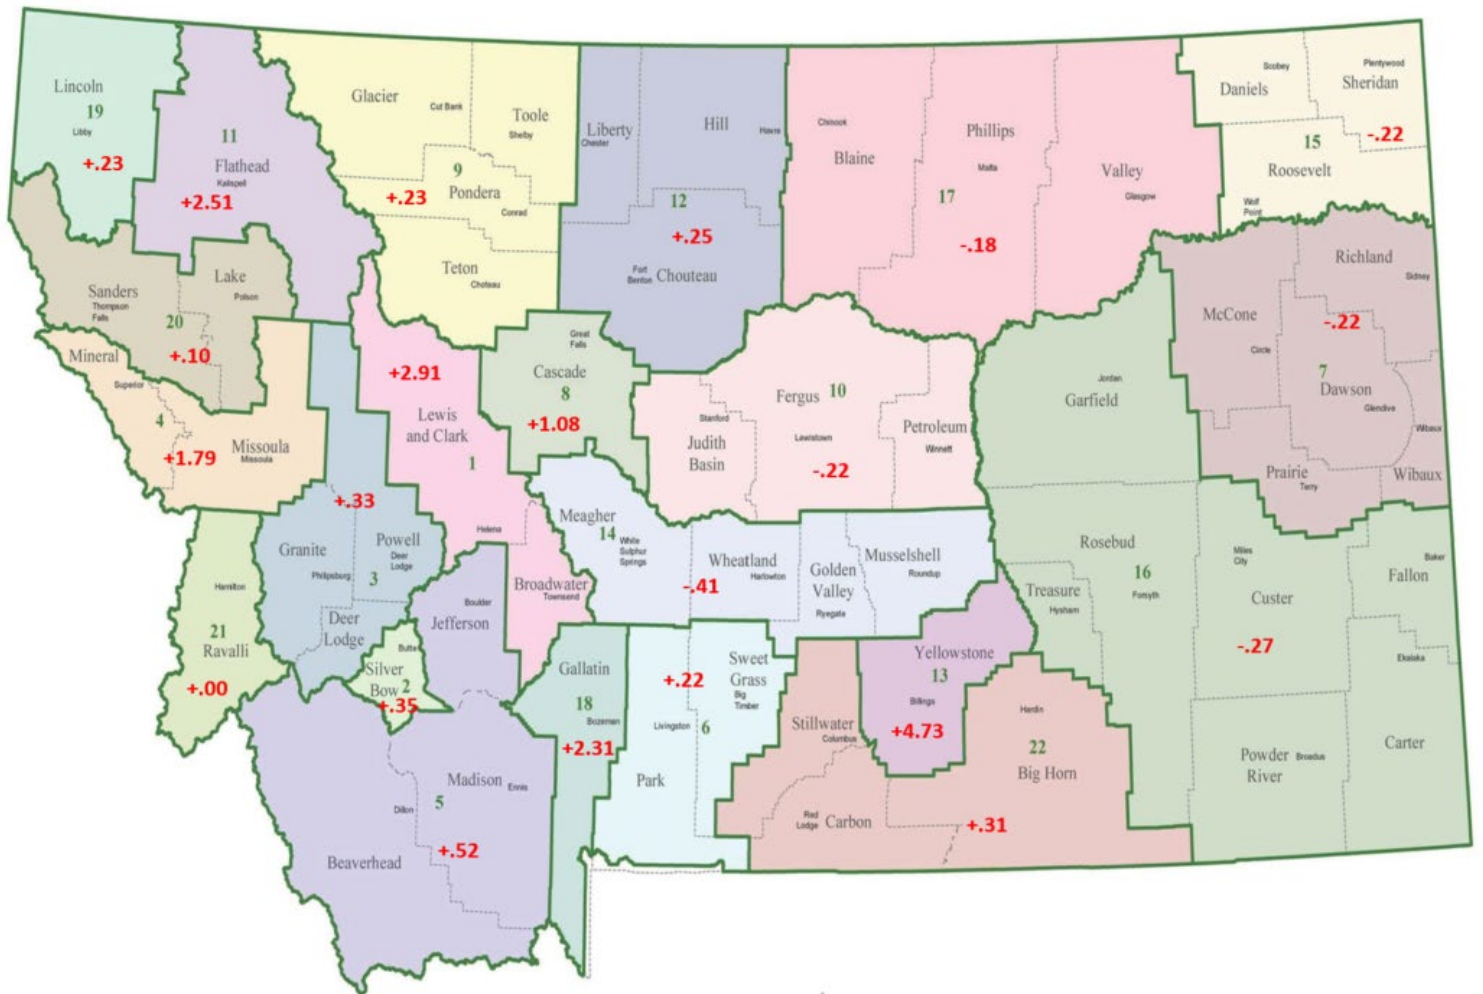 Lincoln
19
Libby
+.23
11
Flathead
Kalispell
+2.51
Glacier
Cut Bank
Toole
Shelby
9
+.23
Pondera
Conrad
Teton
Choteau
Liberty
Chester
Hill
Havre
12
+.25
Fort
Benton
Chouteau
Chinook
Blaine
Phillips
Malta
17
-.18
Valley
Glasgow
Scobey
Daniels
Plentywood
Sheridan
-.22
15
Roosevelt
Wolf
Point
Sanders
Thompson
Falls
Lake
Polson
20
+.10
Mineral
Superior
4
Missoula
Missoula
+1.79
+2.91
Lewis
and Clark
1
Helena
Broadwater
Townsend
Great
Falls
Cascade
8
+1.08
Fergus 10
Stanford
Judith
Basin
Lewistown
-.22
Petroleum
Winnett
Jordan
Garfield
McCone
Circle
Richland
Sidney
-.22
7
Dawson
Glendive
Wibaux
Wibaux
Prairie
Terry
+.33
Granite
Philipsburg
Powell
Deer
Lodge
3
Deer
Lodge
Hamilton
21
Ravalli
+.00
Boulder
Jefferson
Butte
Silver
Bow 2
+.35
Meagher
14
White
Sulphur
Springs
Wheatland
Harlowton
-.41
Golden
Valley
Ryegate
Musselshell
Roundup
Rosebud
16
Forsyth
Treasure
Hysham
Miles
City
Custer
-.27
Baker
Fallon
Ekalaka
Carter
Powder
River
Broadus
Gallatin
18
Bozeman
+2.31
+.22
Livingston
6
Park
Sweet
Grass
Big
Timber
Yellowstone
13
Billings
+4.73
Stillwater
Columbus
Red
Lodge
Carbon
Hardin
22
Big Horn
+.31
Madison
Ennis
5
Dillon
+.52
Beaverhead